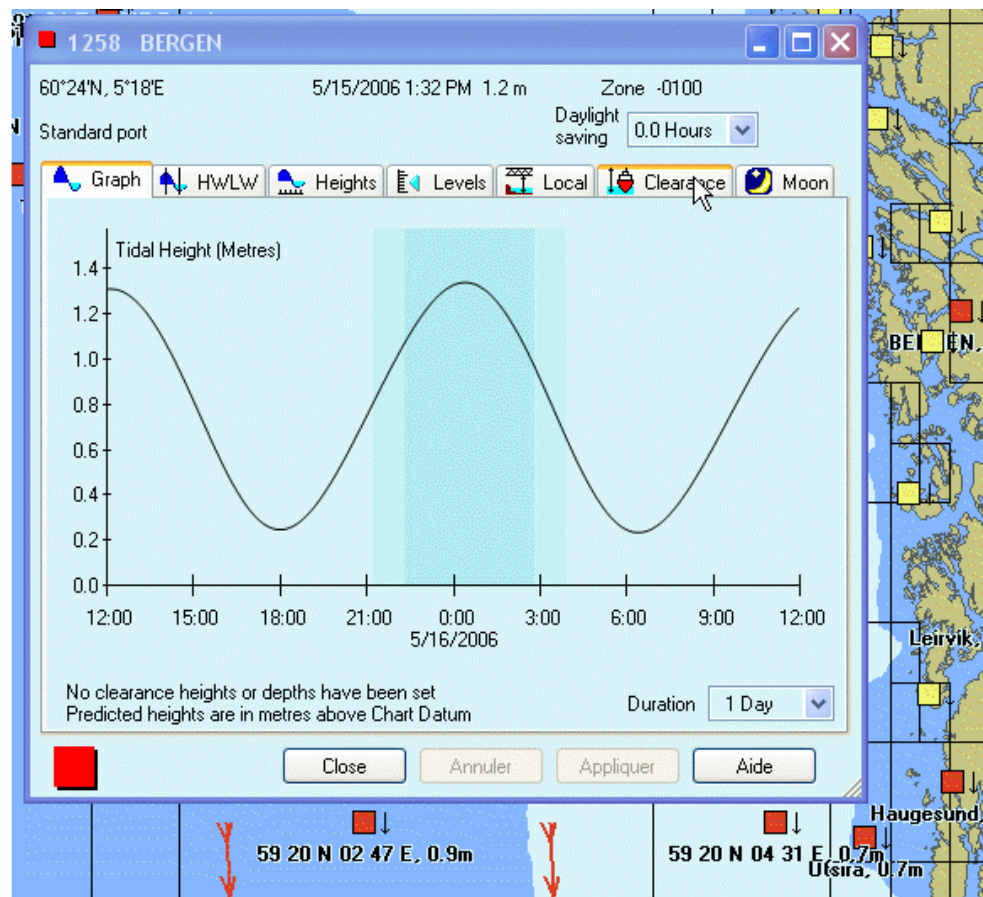 1258 BERGEN
60°24'N, 5°18'E 5/15/2006 1:32 PM 1.2 m Zone -0100
Standard port
Daylight saving 0.0 Hours
Graph HWLW Heights Levels Local Clearance Moon
Tidal Height (Metres)
1.4
1.2
1.0
0.8
0.6
0.4
0.2
0.0
12:00 15:00 18:00 21:00 0:00 3:00 6:00 9:00 12:00
5/16/2006
No clearance heights or depths have been set
Predicted heights are in metres above Chart Datum
Duration 1 Day
Close Annuler Appliquer Aide
Leirvik,
Haugesund,
59 20 N 02 47 E, 0.9m
59 20 N 04 31 E, 0.7m
Utsira, 0.7m